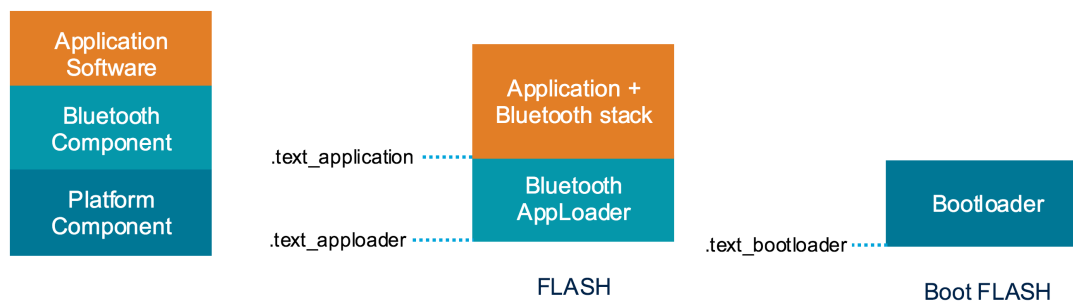 Application
Software
Bluetooth
Component
Platform
Component
Application +
Bluetooth stack
.text_application
Bluetooth
AppLoader
.text_apploader
FLASH
Bootloader
.text_bootloader
Boot FLASH